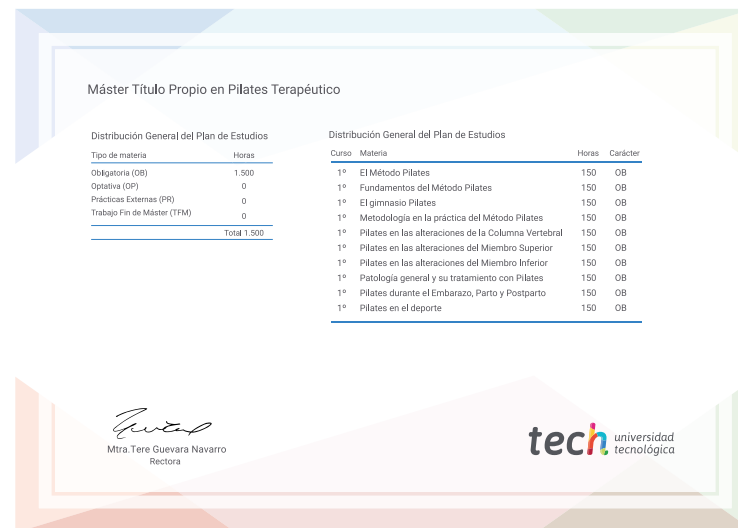 Máster Título Propio en Pilates Terapéutico
Distribución General del Plan de Estudios
Tipo de materia Horas
Obligatoria (OB) 1.500
Optativa (OP) 0
Prácticas Externas (PR) 0
Trabajo Fin de Máster (TFM) 0
Total 1.500
Distribución General del Plan de Estudios
Curso Materia Horas Carácter
1º El Método Pilates 150 OB
1º Fundamentos del Método Pilates 150 OB
1º El gimnasio Pilates 150 OB
1º Metodología en la práctica del Método Pilates 150 OB
1º Pilates en las alteraciones de la Columna Vertebral 150 OB
1º Pilates en las alteraciones del Miembro Superior 150 OB
1º Pilates en las alteraciones del Miembro Inferior 150 OB
1º Patología general y su tratamiento con Pilates 150 OB
1º Pilates durante el Embarazo, Parto y Postparto 150 OB
1º Pilates en el deporte 150 OB
Mtra.Tere Guevara Navarro
Rectora
tech universidad
tecnológica